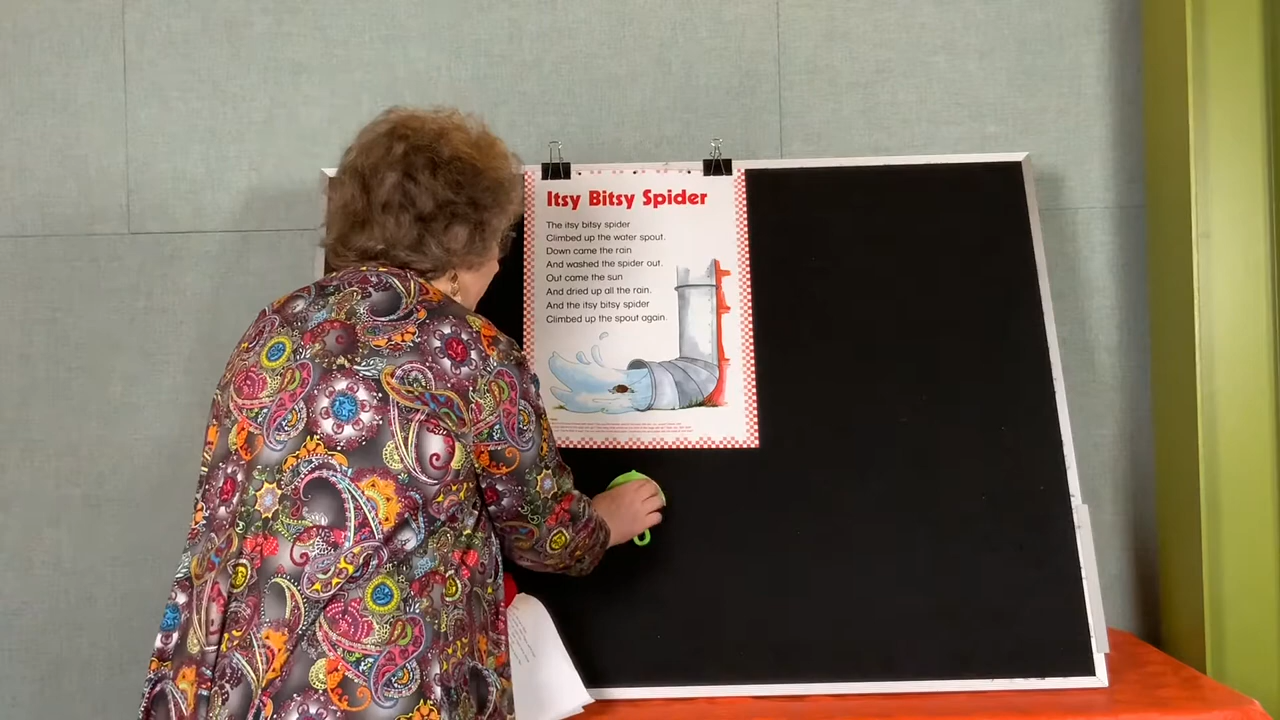 Itsy Bitsy Spider
The itsy bitsy spider
Climbed up the water spout.
Down came the rain
And washed the spider out.
Out came the sun
And dried up all the rain.
And the itsy bitsy spider
Climbed up the spout again.